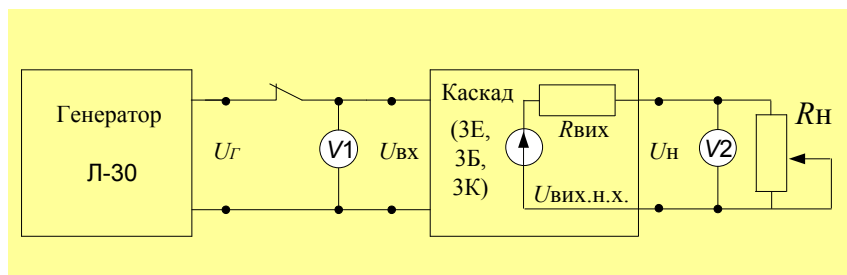 Генератор
Л-30
UГ
V1
Uвх
Каскад
(ЗЕ,
ЗБ,
ЗК)
Rвих
Uвих.н.х.
Uн
V2
Rн